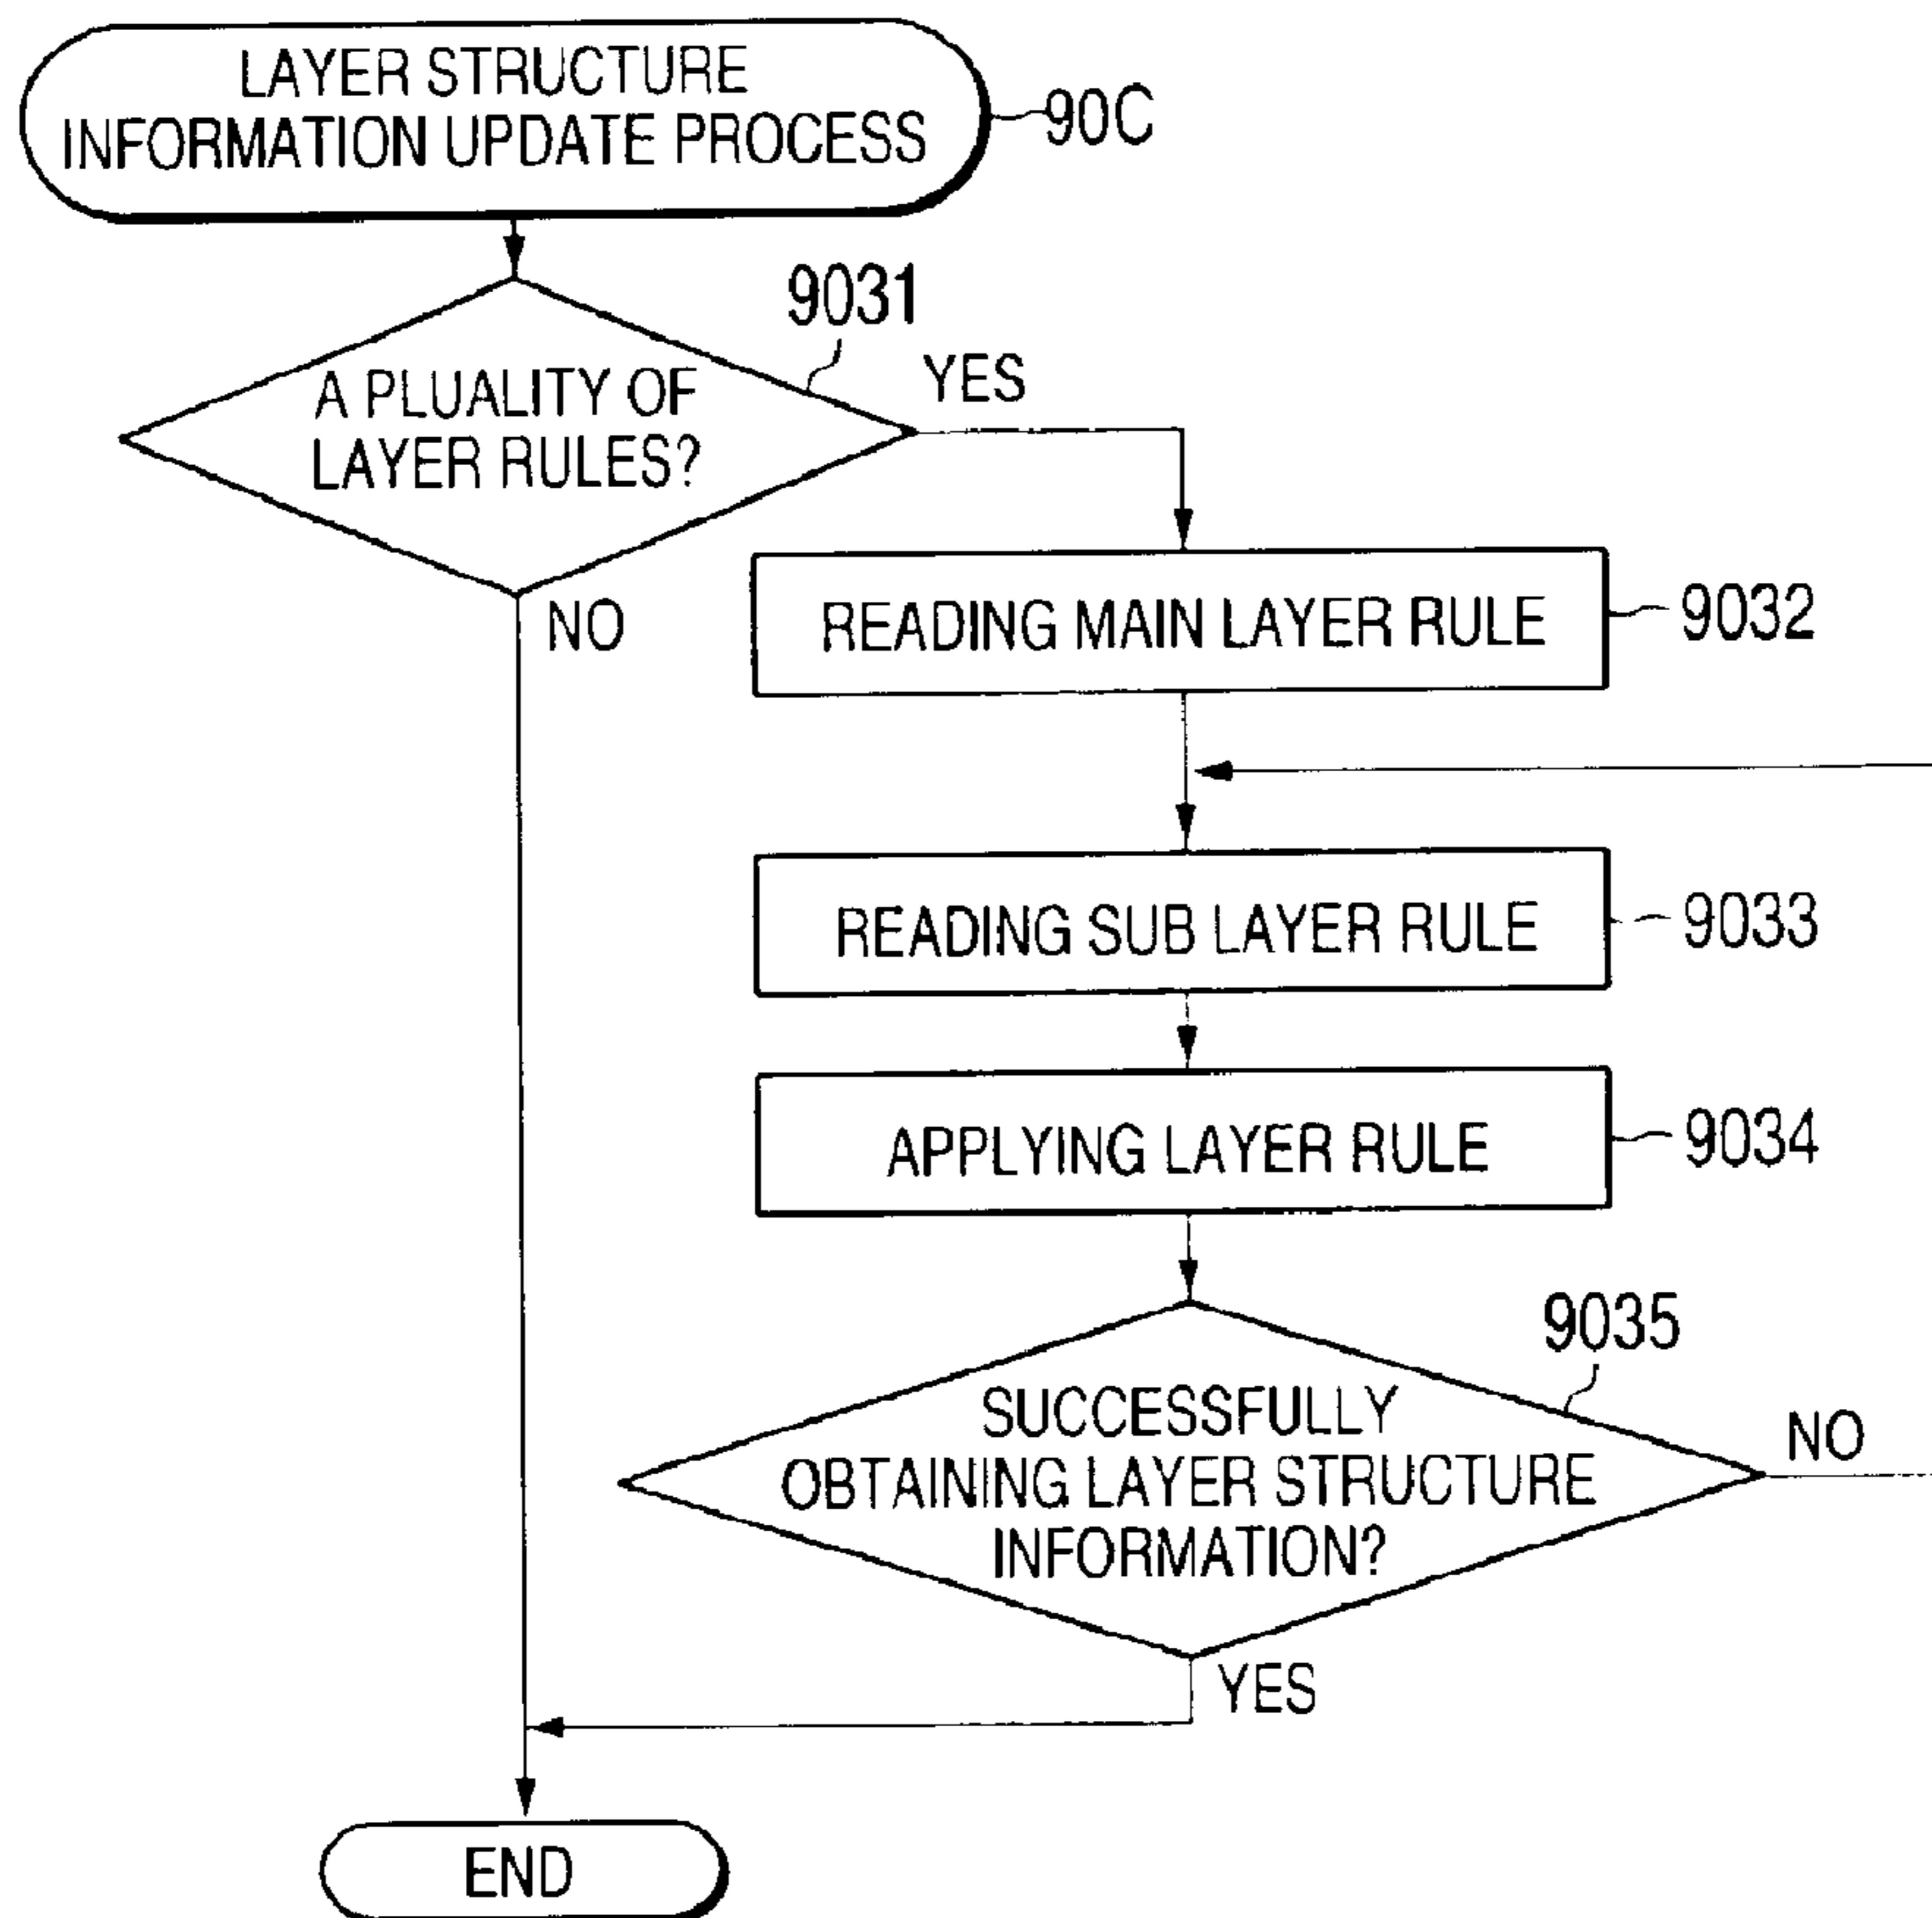 LAYER STRUCTURE
INFORMATION UPDATE PROCESS
90C
9031
YES
A PLUALITY OF
LAYER RULES?
NO
READING MAIN LAYER RULE
9032
READING SUB LAYER RULE
9033
APPLYING LAYER RULE
9034
9035
SUCCESSFULLY
OBTAINING LAYER STRUCTURE
INFORMATION?
NO
YES
END